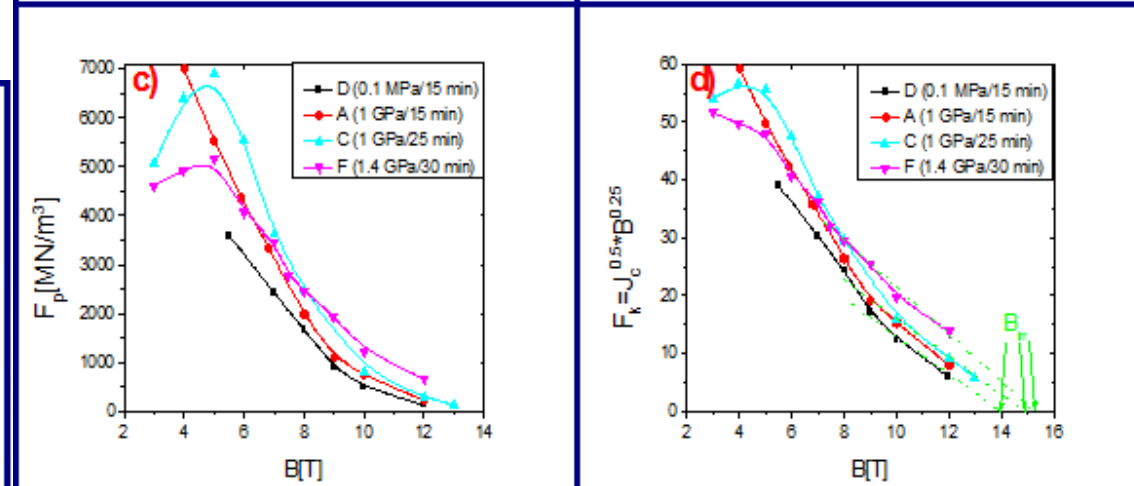 c)
D (0.1 MPa/15 min)
A (1 GPa/15 min)
C (1 GPa/25 min)
F (1.4 GPa/30 min)
7000
6000
5000
4000
3000
2000
1000
0
F_p[MN/m³]
2 4 6 8 10 12 14
B[T]
d)
D (0.1 MPa/15 min)
A (1 GPa/15 min)
C (1 GPa/25 min)
F (1.4 GPa/30 min)
60
50
40
30
20
10
0
F_k=J_c^0.5*B^0.25
B
2 4 6 8 10 12 14 16
B[T]